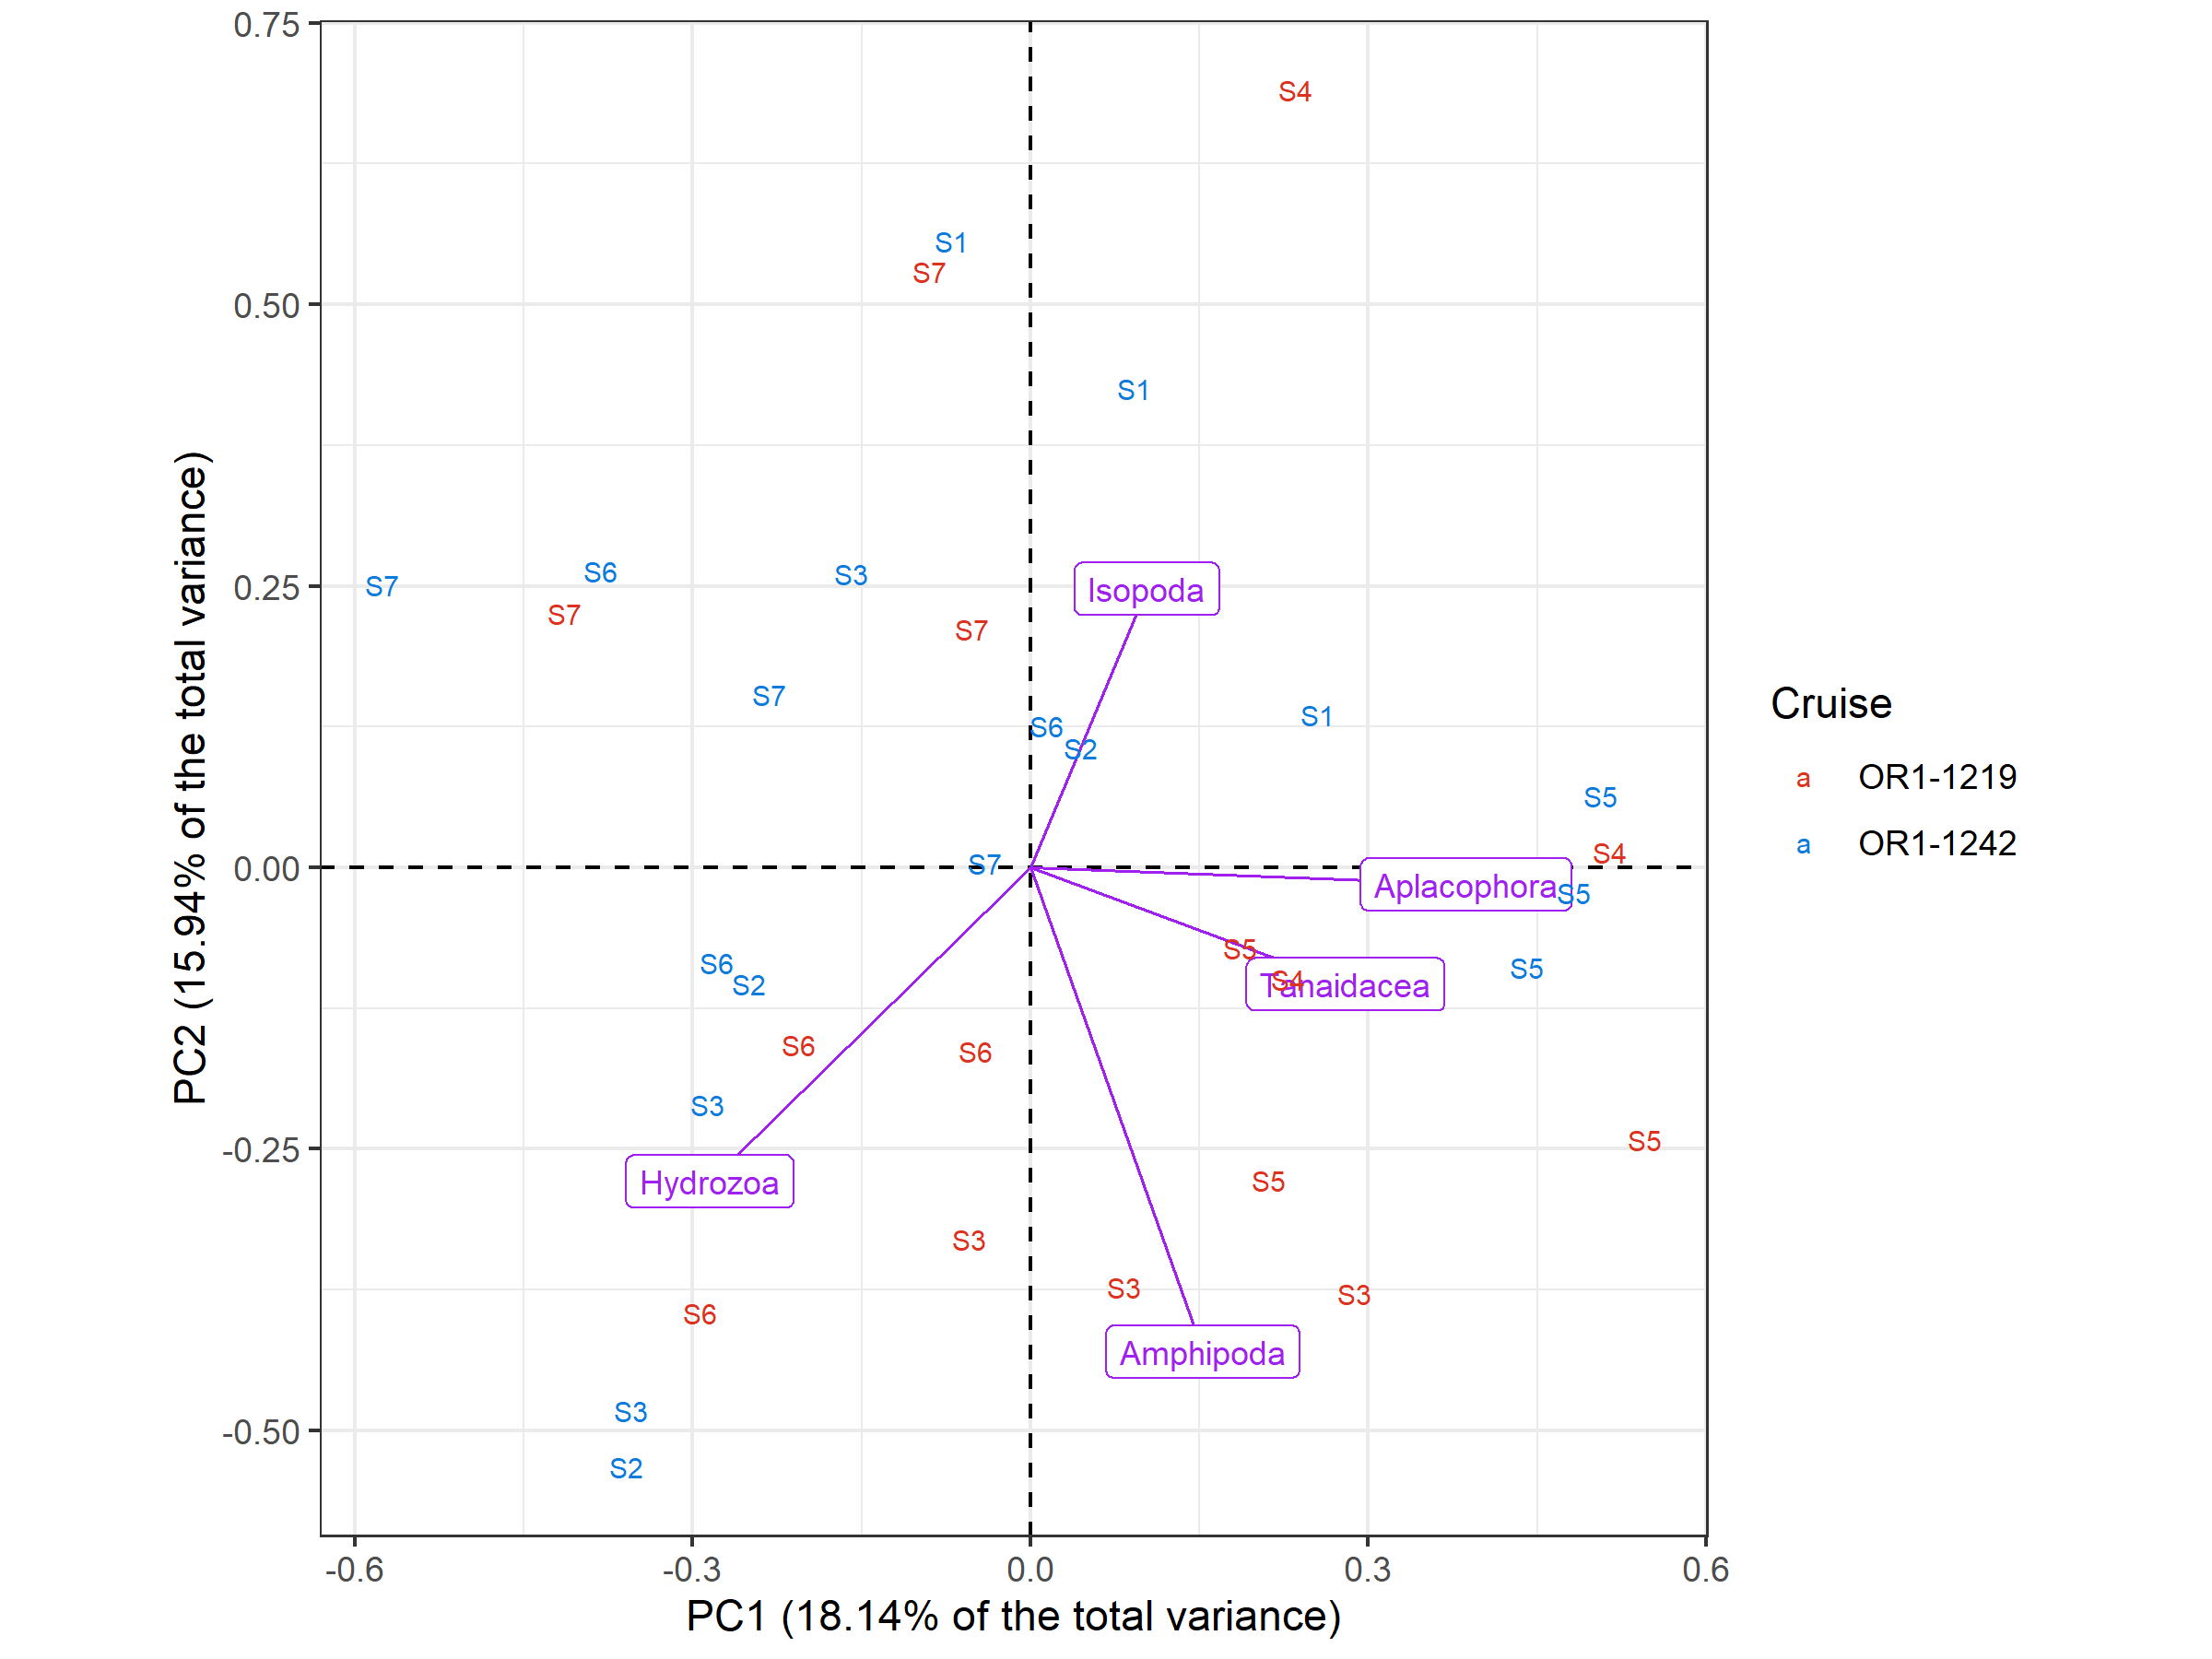 0.75
S4
S1
S7
0.50
S1
S7
S6
S3
Isopoda
0.25
S7
S7
S7
S6
S2
S1
S5
S4
0.00
S7
Aplacophora
S5
S5
S4
Tanaidacea
S5
S6
S2
S6
S6
S3
-0.25
S5
Hydrozoa
S5
S3
S3
S3
S6
Amphipoda
S3
-0.50
S2
-0.6
-0.3
0.0
0.3
0.6
PC1 (18.14% of the total variance)
PC2 (15.94% of the total variance)
Cruise
a OR1-1219
a OR1-1242